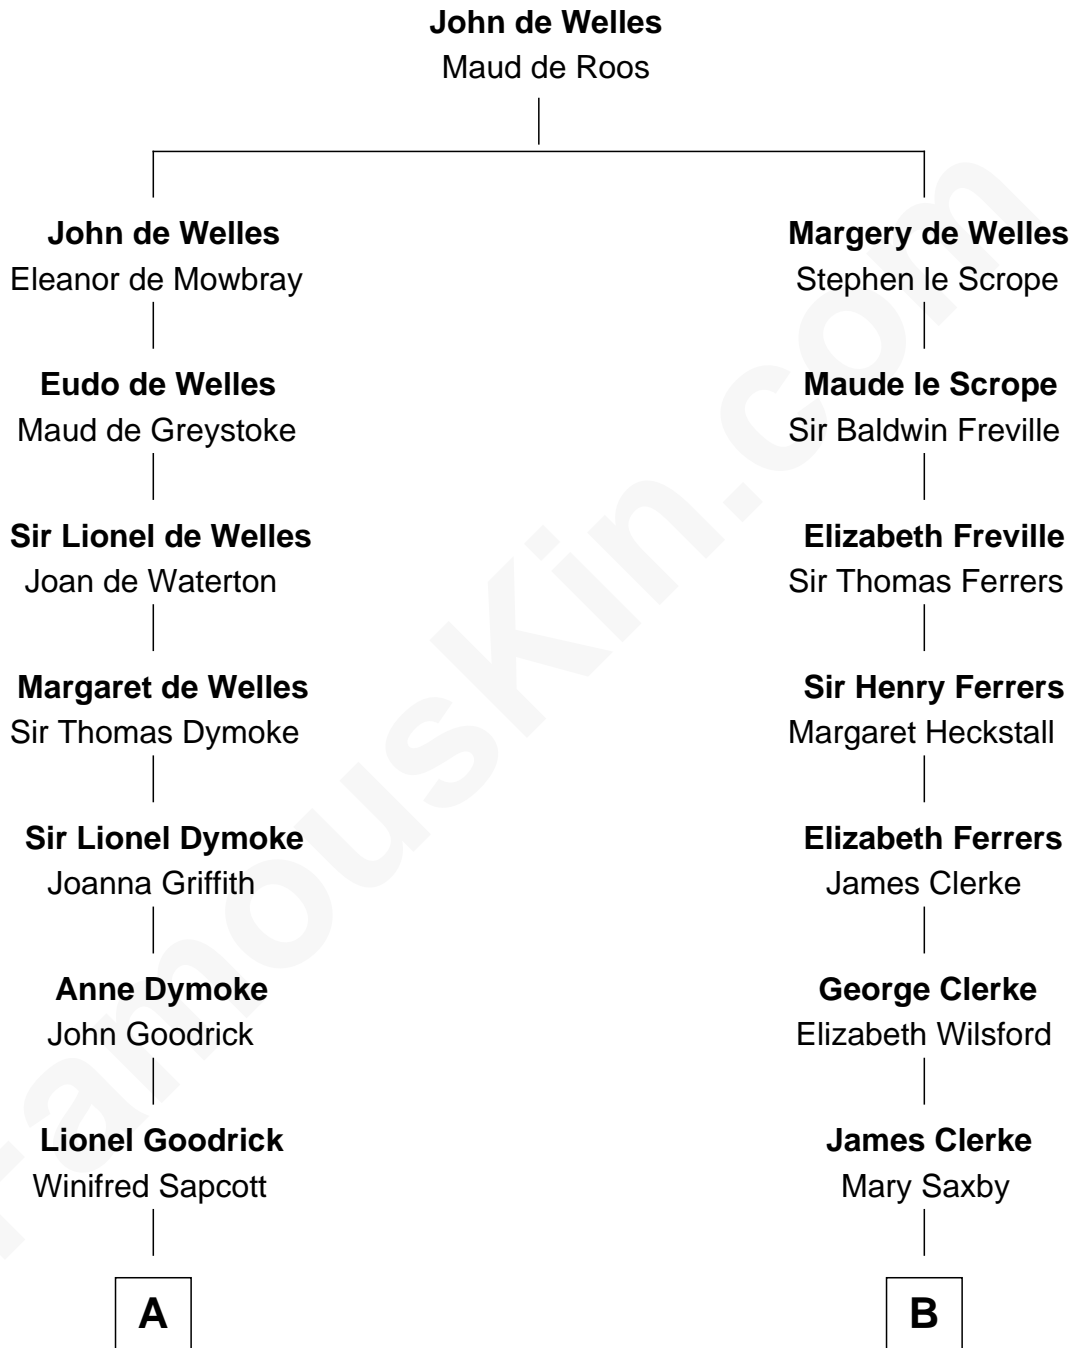 John de Welles
Maud de Roos
John de Welles
Eleanor de Mowbray
Margery de Welles
Stephen le Scrope
Eudo de Welles
Maud de Greystoke
Maude le Scrope
Sir Baldwin Freville
Sir Lionel de Welles
Joan de Waterton
Elizabeth Freville
Sir Thomas Ferrers
Margaret de Welles
Sir Thomas Dymoke
Sir Henry Ferrers
Margaret Heckstall
Sir Lionel Dymoke
Joanna Griffith
Elizabeth Ferrers
James Clerke
Anne Dymoke
John Goodrick
George Clerke
Elizabeth Wilsford
Lionel Goodrick
Winifred Sapcott
James Clerke
Mary Saxby
A
B
FamousKin.com